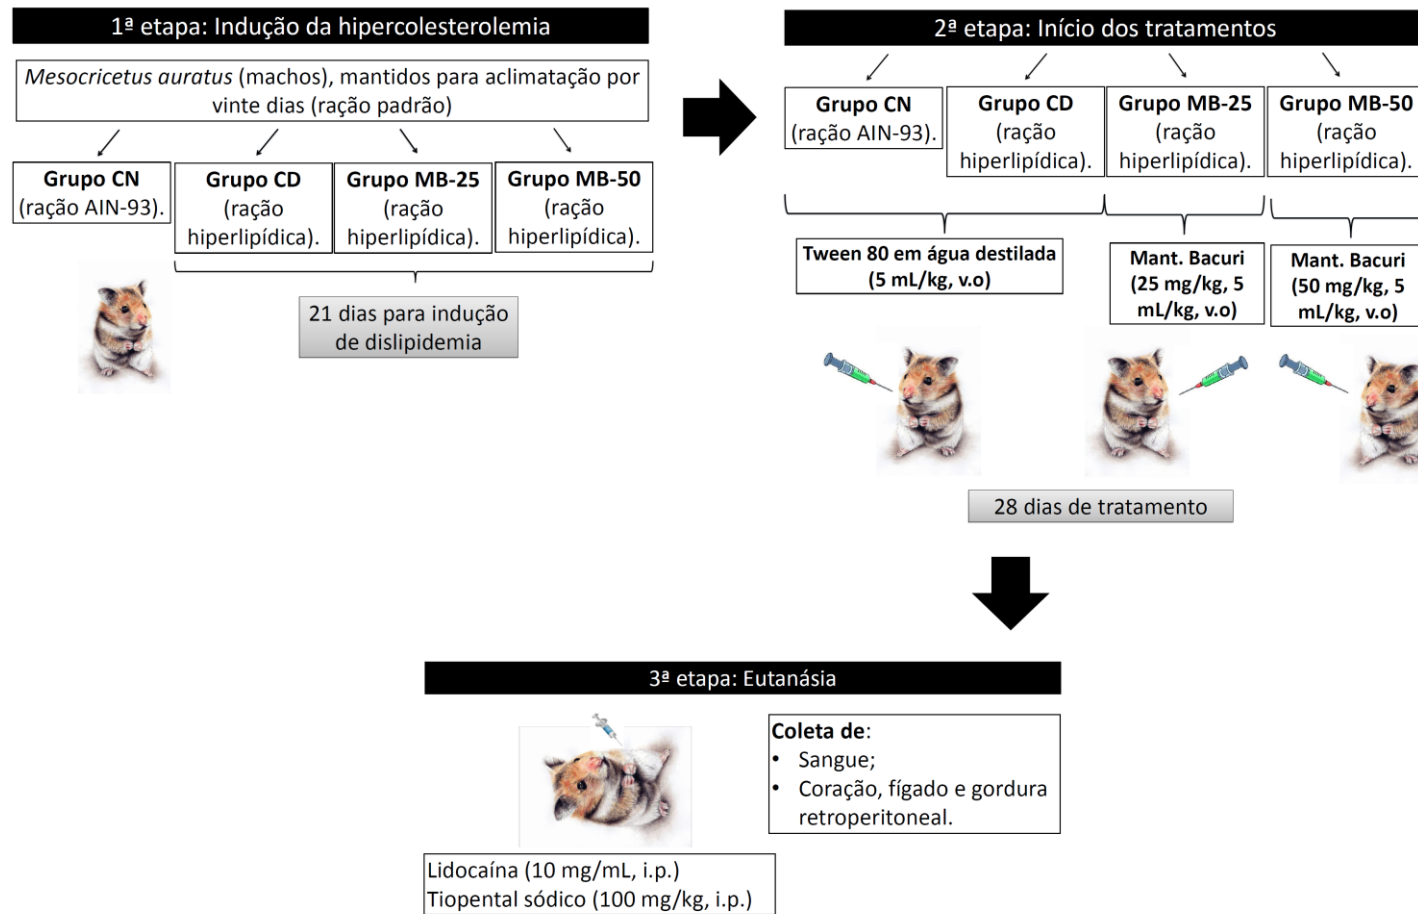 1ª etapa: Indução da hipercolesterolemia
Mesocricetus auratus (machos), mantidos para aclimatação por
vinte dias (ração padrão)
Grupo CN
(ração AIN-93).
Grupo CD
(ração
hiperlipídica).
Grupo MB-25
(ração
hiperlipídica).
Grupo MB-50
(ração
hiperlipídica).
21 dias para indução
de dislipidemia
2ª etapa: Início dos tratamentos
Grupo CN
(ração AIN-93).
Grupo CD
(ração
hiperlipídica).
Grupo MB-25
(ração
hiperlipídica).
Grupo MB-50
(ração
hiperlipídica).
Tween 80 em água destilada
(5 mL/kg, v.o)
Mant. Bacuri
(25 mg/kg, 5
mL/kg, v.o)
Mant. Bacuri
(50 mg/kg, 5
mL/kg, v.o)
28 dias de tratamento
3ª etapa: Eutanásia
Coleta de:
• Sangue;
• Coração, fígado e gordura
retroperitoneal.
Lidocaína (10 mg/mL, i.p.)
Tiopental sódico (100 mg/kg, i.p.)